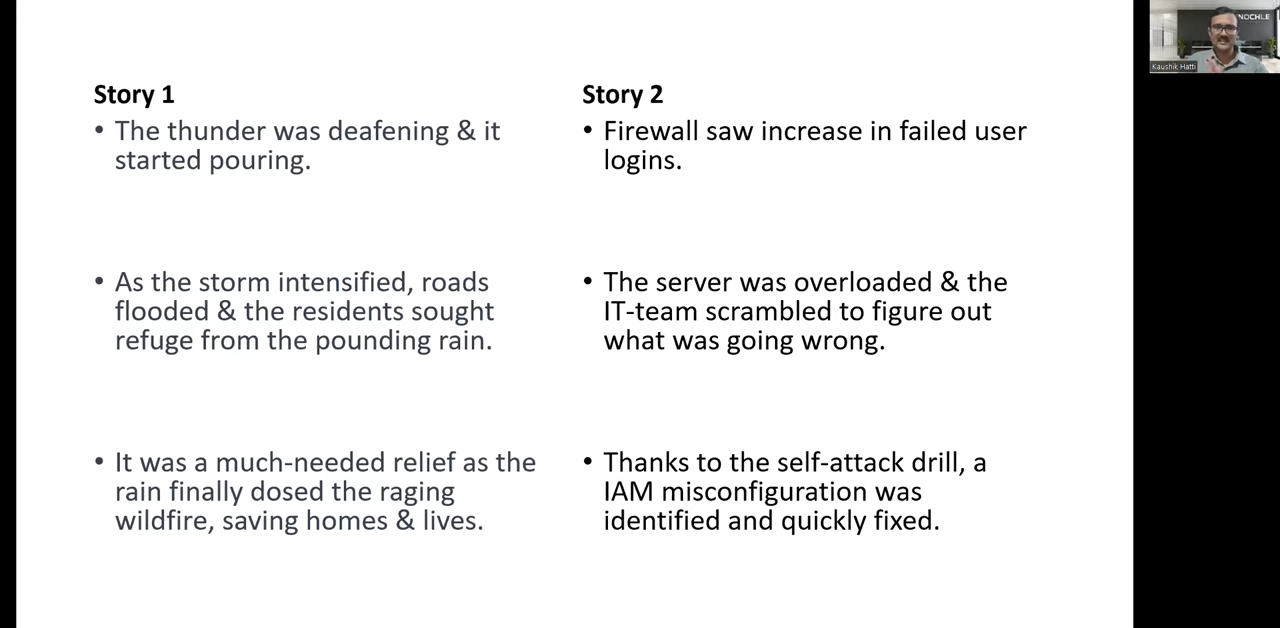 Story 1
• The thunder was deafening & it
started pouring.
• As the storm intensified, roads
flooded & the residents sought
refuge from the pounding rain.
• It was a much-needed relief as the
rain finally dosed the raging
wildfire, saving homes & lives.
Story 2
• Firewall saw increase in failed user
logins.
• The server was overloaded & the
IT-team scrambled to figure out
what was going wrong.
• Thanks to the self-attack drill, a
IAM misconfiguration was
identified and quickly fixed.
NOCHLE
Kaushik Hatti